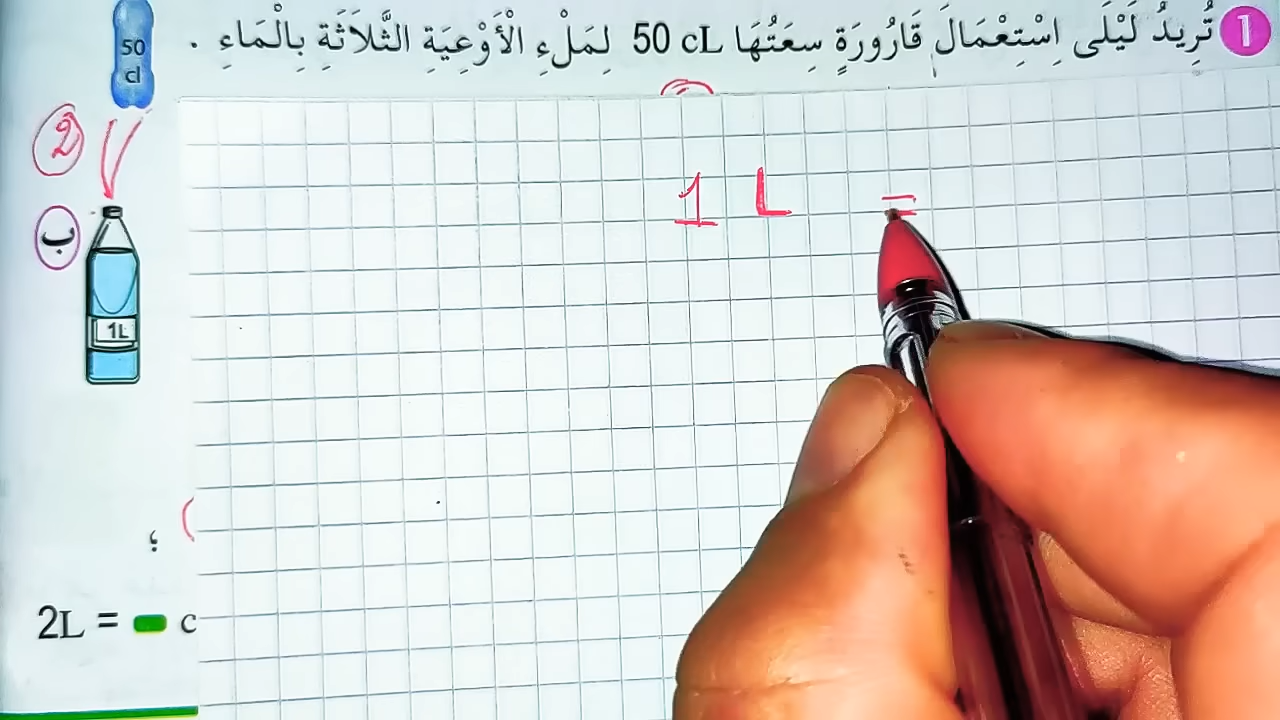 1 تُرِيدُ لَيْلَى اِسْتِعْمَالَ قَارُورَةٍ سِعَتُهَا 50 cL لِمَلْءِ الْأَوْعِيَةِ الثَّلَاثَةِ بِالْمَاءِ .
50
cl
2
1 L =
ب
1L
؛
2L = c